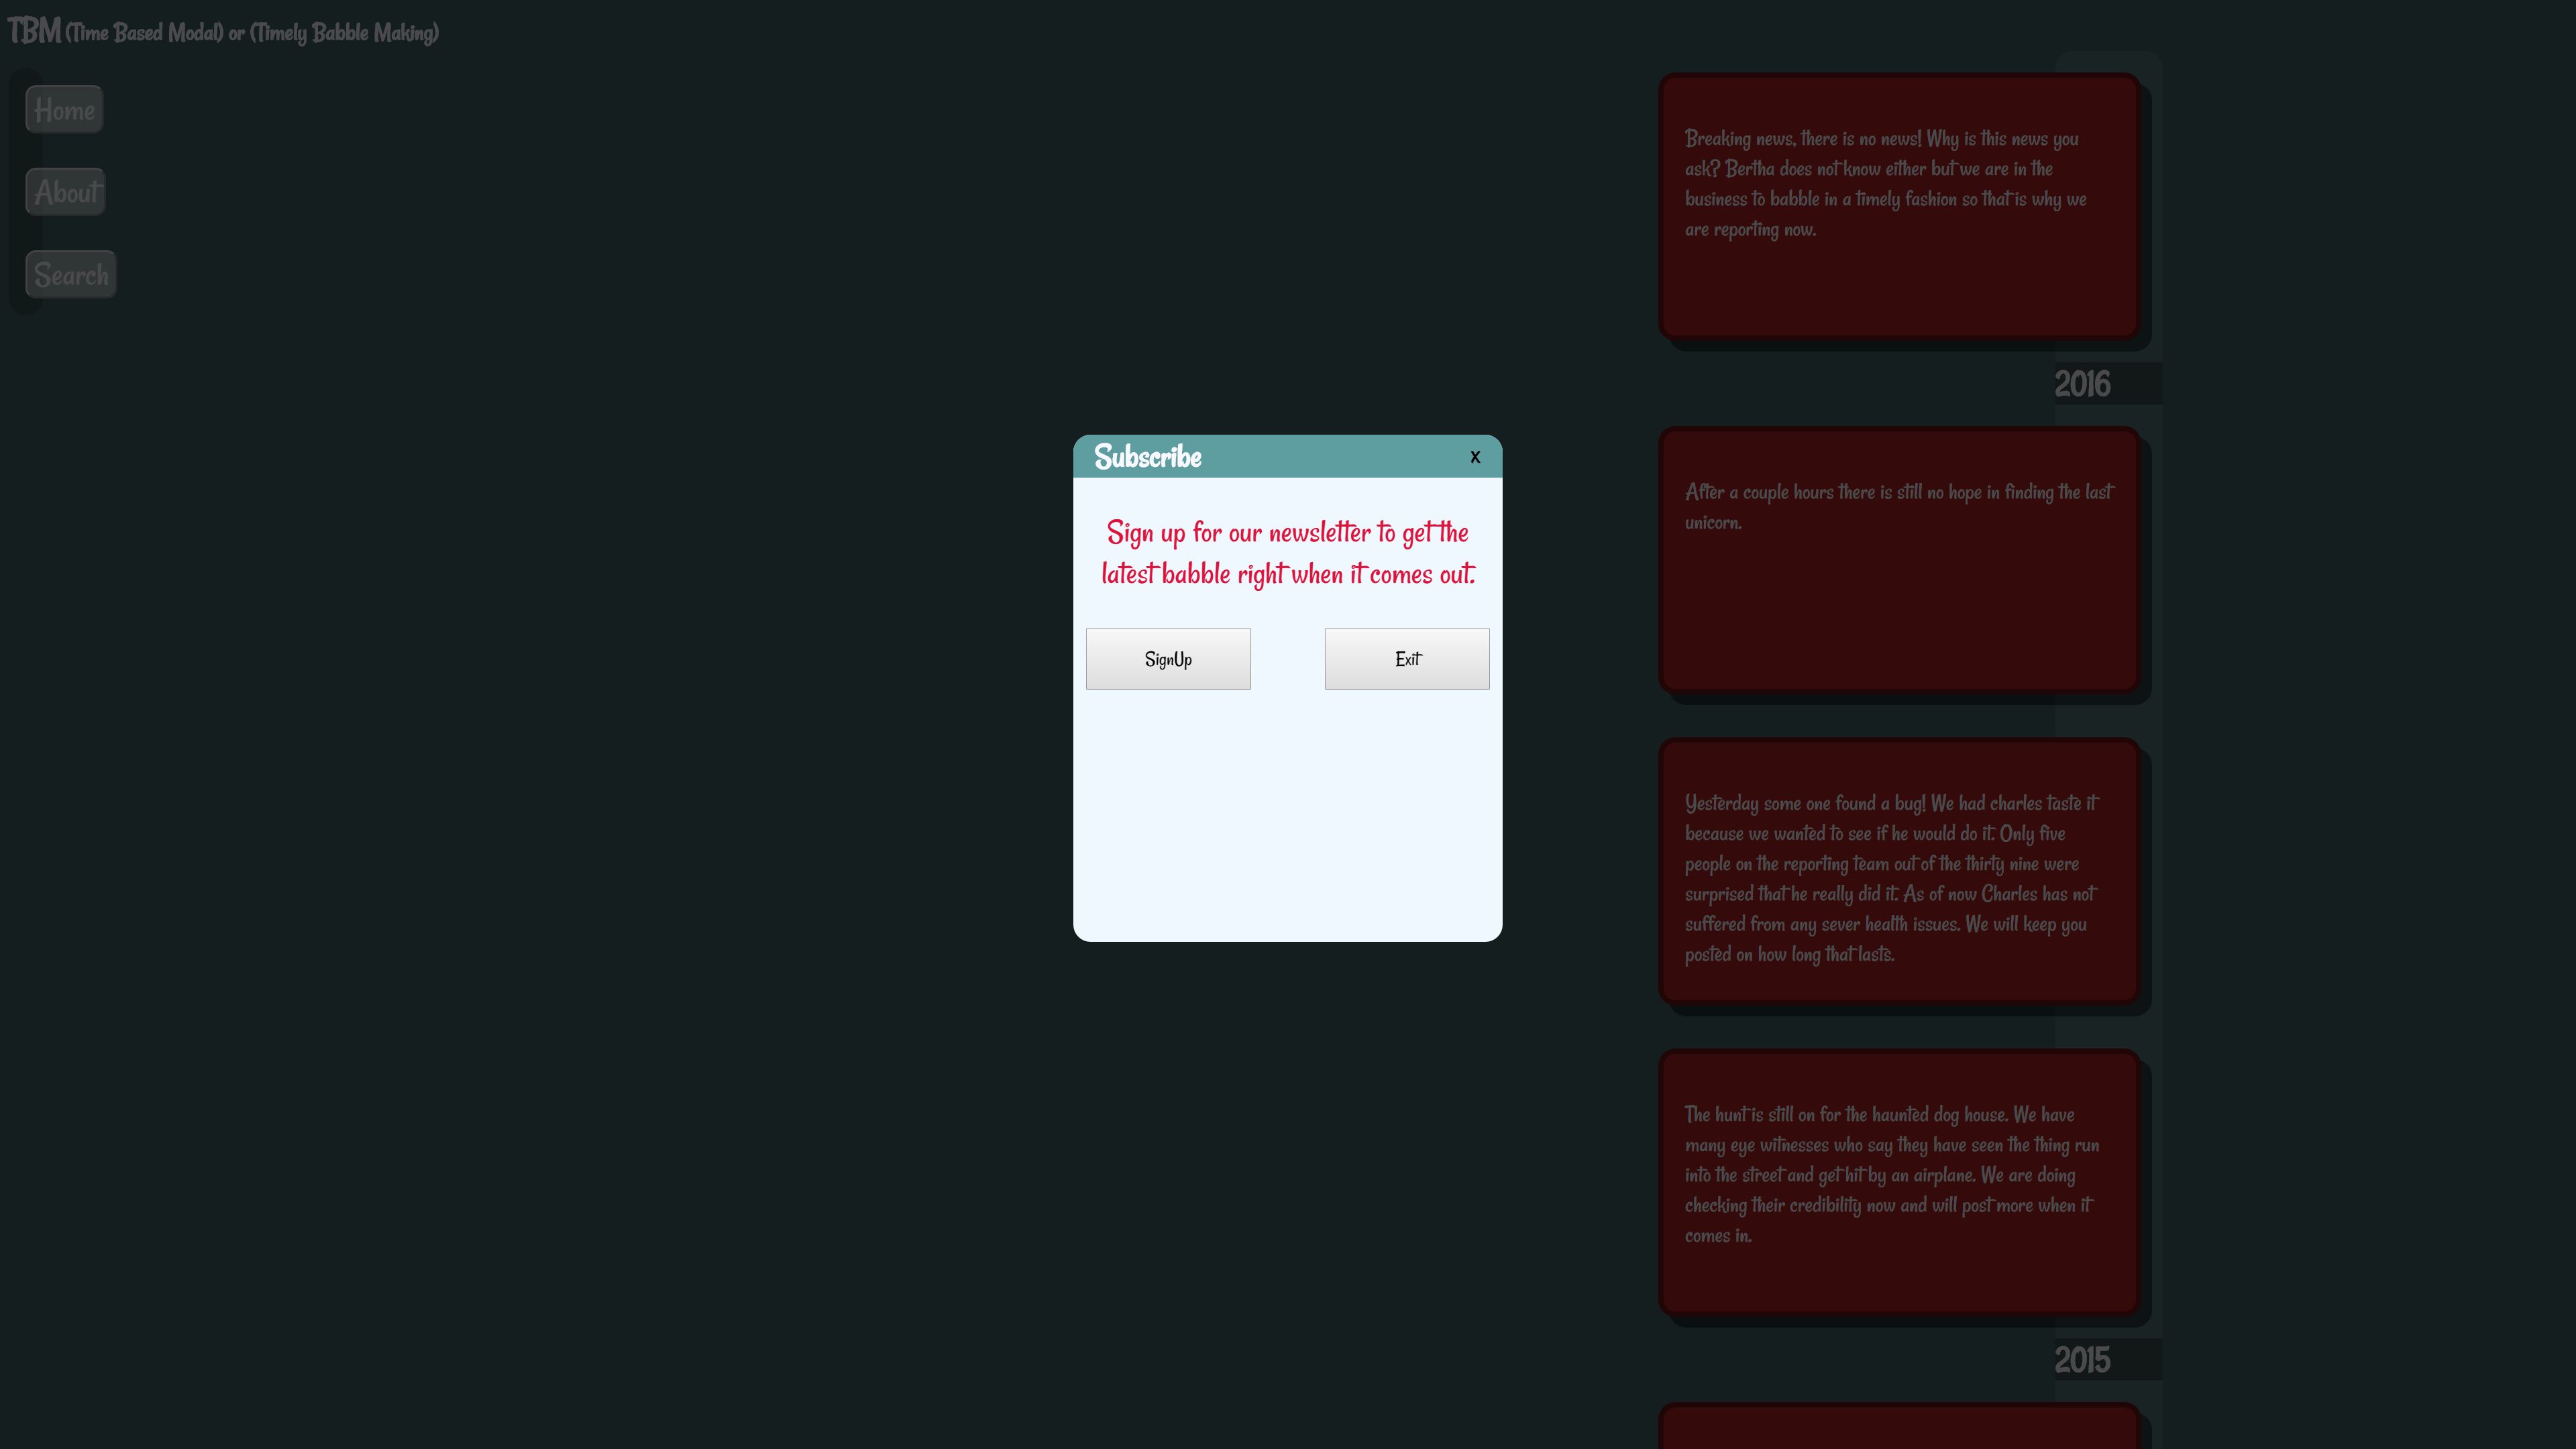 TBM (Time Based Modal) or (Timely Babble Making)
Home
About
Search
Breaking news, there is no news! Why is this news you
ask? Bertha does not know either but we are in the
business to babble in a timely fashion so that is why we
are reporting now.
2016
Subscribe x
Sign up for our newsletter to get the
latest babble right when it comes out.
SignUp Exit
After a couple hours there is still no hope in finding the last
unicorn.
Yesterday some one found a bug! We had charles taste it
because we wanted to see if he would do it. Only five
people on the reporting team out of the thirty nine were
surprised that he really did it. As of now Charles has not
suffered from any sever health issues. We will keep you
posted on how long that lasts.
The hunt is still on for the haunted dog house. We have
many eye witnesses who say they have seen the thing run
into the street and get hit by an airplane. We are doing
checking their credibility now and will post more when it
comes in.
2015